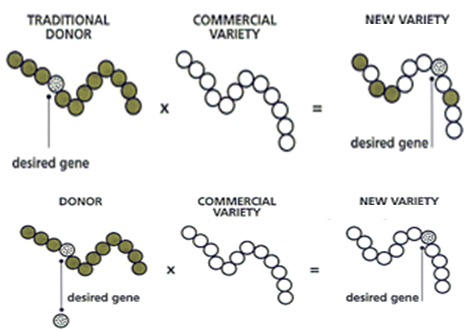 TRADITIONAL DONOR
COMMERCIAL VARIETY
NEW VARIETY
x
=
desired gene
desired gene
DONOR
COMMERCIAL VARIETY
NEW VARIETY
x
=
desired gene
desired gene